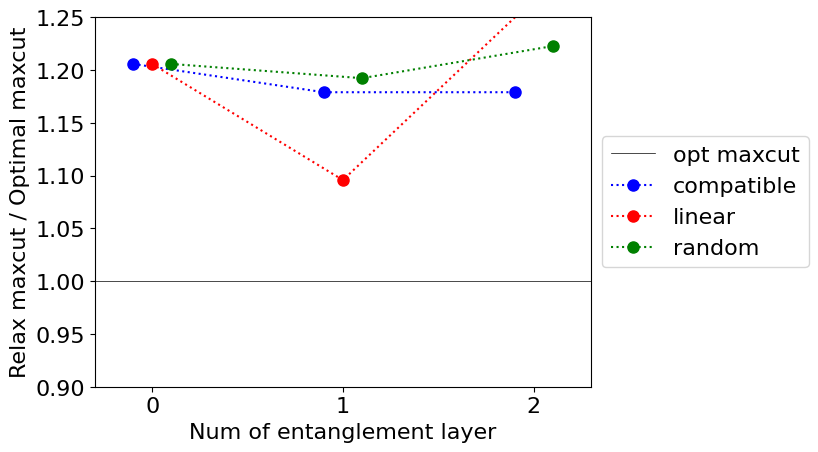 Relax maxcut / Optimal maxcut
1.25
1.20
1.15
1.10
1.05
1.00
0.95
0.90
0 1 2
Num of entanglement layer
opt maxcut
compatible
linear
random